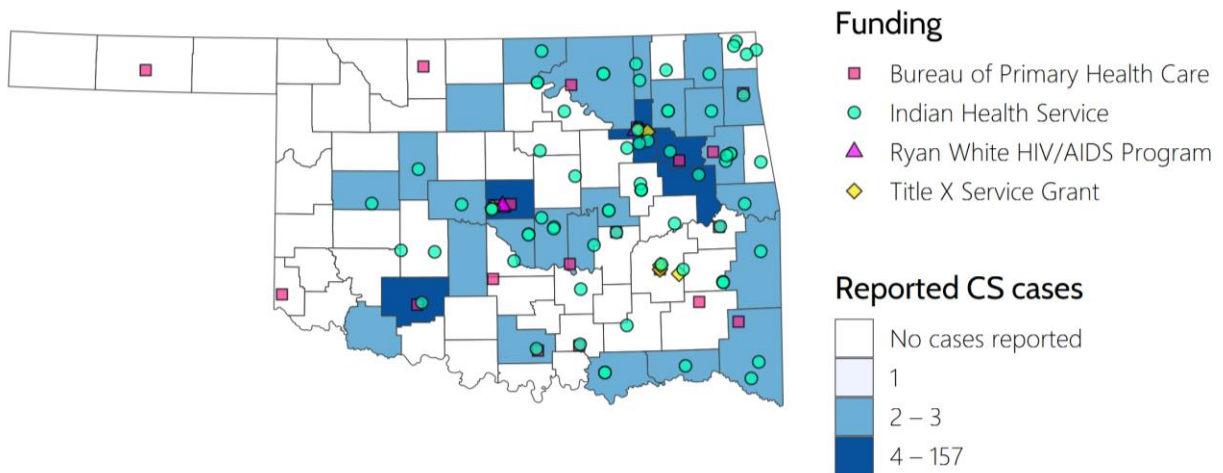 Funding
Bureau of Primary Health Care
Indian Health Service
Ryan White HIV/AIDS Program
Title X Service Grant
Reported CS cases
No cases reported
1
2 – 3
4 – 157